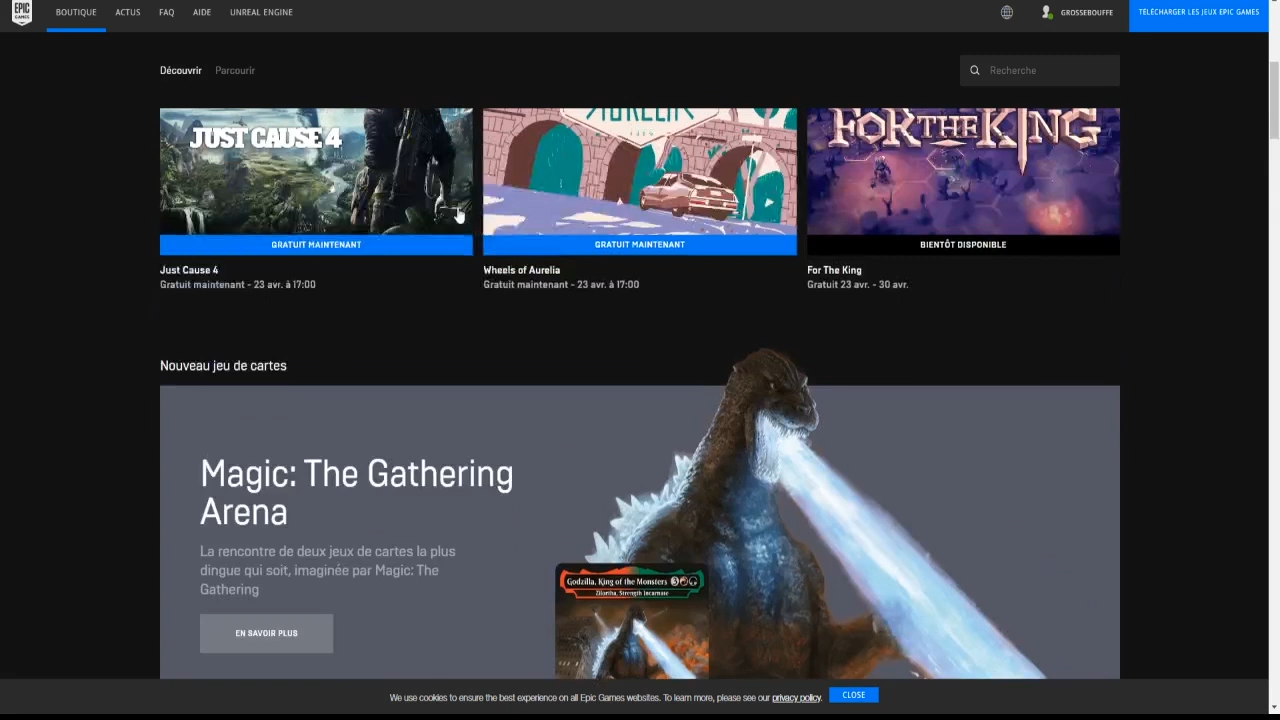 EPIC
GAMES
BOUTIQUE
ACTUS
FAQ
AIDE
UNREAL ENGINE
GROSSEBOUFFE
TÉLÉCHARGER LES JEUX EPIC GAMES
Découvrir
Parcourir
Recherche
JUST CAUSE 4
GRATUIT MAINTENANT
Just Cause 4
Gratuit maintenant - 23 avr. à 17:00
AURELIA
GRATUIT MAINTENANT
Wheels of Aurelia
Gratuit maintenant - 23 avr. à 17:00
FOR THE KING
BIENTÔT DISPONIBLE
For The King
Gratuit 23 avr. - 30 avr.
Nouveau jeu de cartes
Magic: The Gathering
Arena
La rencontre de deux jeux de cartes la plus
dingue qui soit, imaginée par Magic: The
Gathering
EN SAVOIR PLUS
Godzilla, King of the Monsters
Zilortha, Strength Incarnate
We use cookies to ensure the best experience on all Epic Games websites. To learn more, please see our privacy policy.
CLOSE